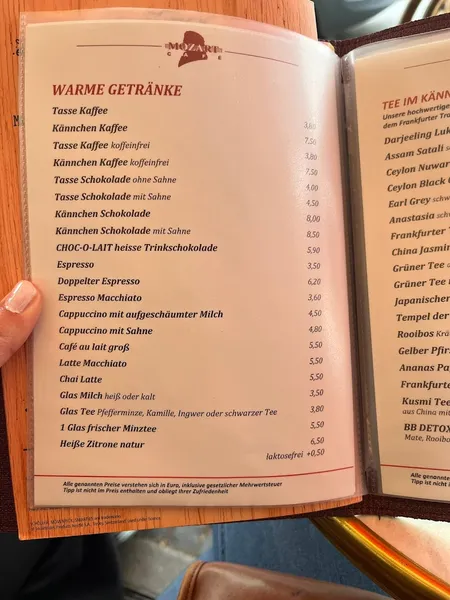 MOZART
WARME GETRÄNKE
Tasse Kaffee 3,80
Kännchen Kaffee 7,50
Tasse Kaffee koffeinfrei 3,80
Kännchen Kaffee koffeinfrei 7,50
Tasse Schokolade ohne Sahne 4,00
Tasse Schokolade mit Sahne 4,50
Kännchen Schokolade 8,00
Kännchen Schokolade mit Sahne 8,50
CHOC-O-LAIT heisse Trinkschokolade 5,90
Espresso 3,50
Doppelter Espresso 6,20
Espresso Macchiato 3,60
Cappuccino mit aufgeschäumter Milch 4,50
Cappuccino mit Sahne 4,80
Café au lait groß 5,50
Latte Macchiato 5,50
Chai Latte 5,50
Glas Milch heiß oder kalt 3,50
Glas Tee Pfefferminze, Kamille, Ingwer oder schwarzer Tee 3,80
1 Glas frischer Minztee 5,50
Heiße Zitrone natur 6,50
laktosefrei +0,50
Alle genannten Preise verstehen sich in Euro, inklusive gesetzlicher Mehrwertsteuer
Tipp ist nicht im Preis enthalten und obliegt Ihrer Zufriedenheit
TEE IM KÄNN
Unsere hochwertige
dem Frankfurter Tra
Darjeeling Luk
Assam Satali
Ceylon Nuwar
Ceylon Black
Earl Grey schw
Anastasia
Frankfurter
China Jasmin
Grüner Tee
Grüner Tee
Japanischer
Tempel der
Rooibos Kräu
Gelber Pfirs
Ananas Pa
Frankfurte
Kusmi Tee
aus China mit
BB DETOX
Mate, Rooibo
Alle genannten
Tipp ist nicht im